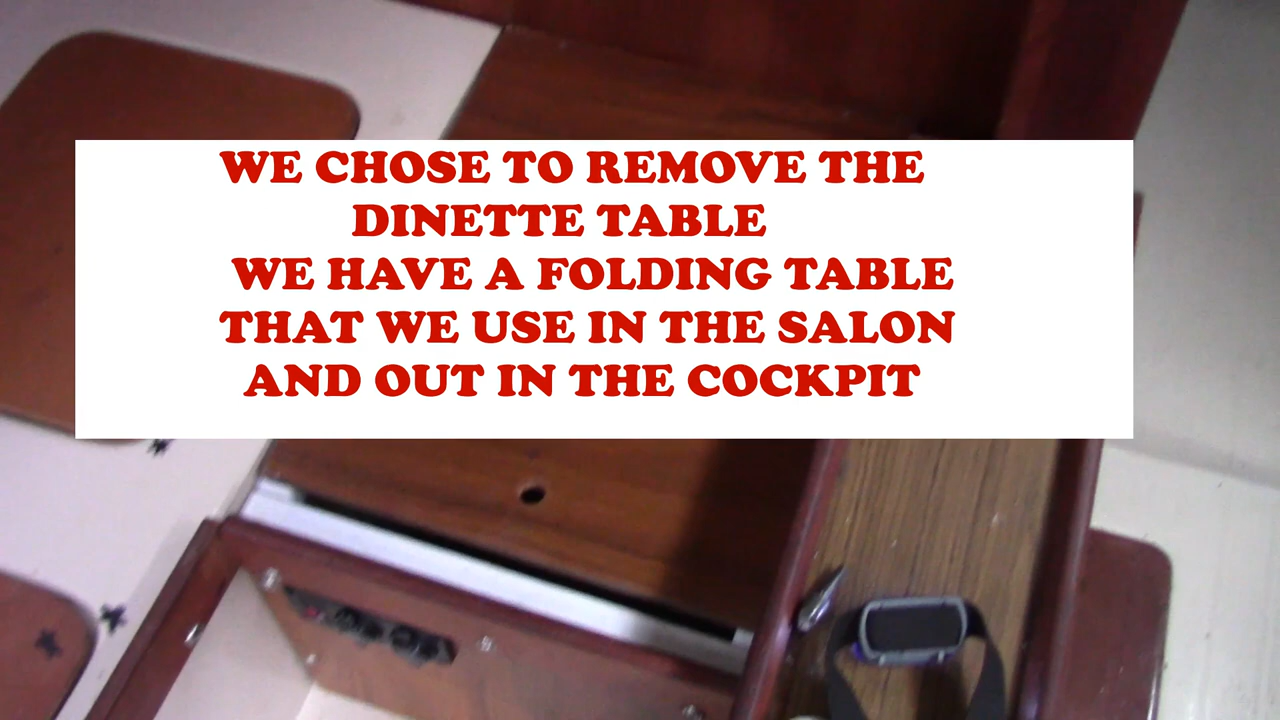 WE CHOSE TO REMOVE THE
DINETTE TABLE
WE HAVE A FOLDING TABLE
THAT WE USE IN THE SALON
AND OUT IN THE COCKPIT